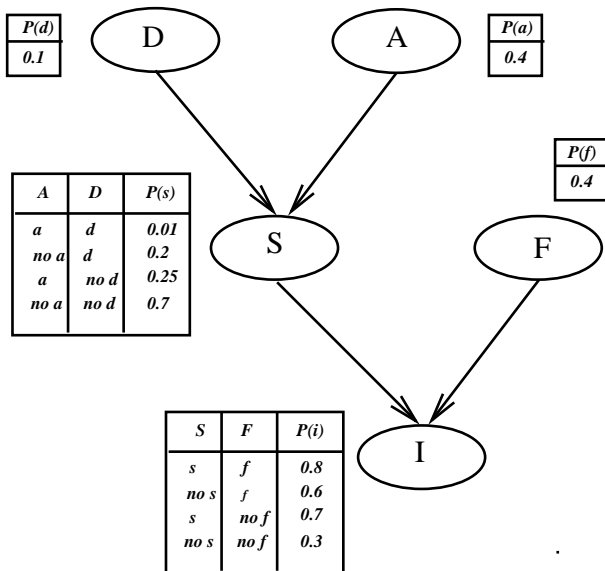 P(d)
0.1
D
A
P(a)
0.4
P(f)
0.4
A D P(s)
a d 0.01
no a d 0.2
a no d 0.25
no a no d 0.7
S
F
S F P(i)
s f 0.8
no s f 0.6
s no f 0.7
no s no f 0.3
I
.